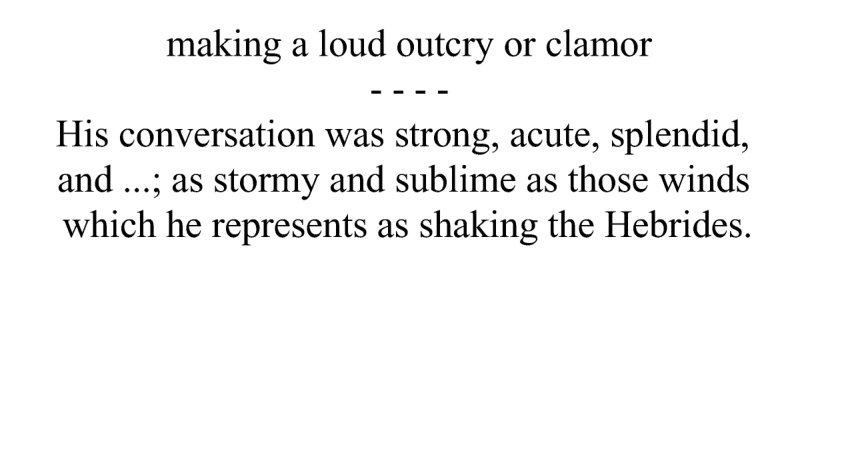 making a loud outcry or clamor
- - - -
His conversation was strong, acute, splendid,
and ...; as stormy and sublime as those winds
which he represents as shaking the Hebrides.